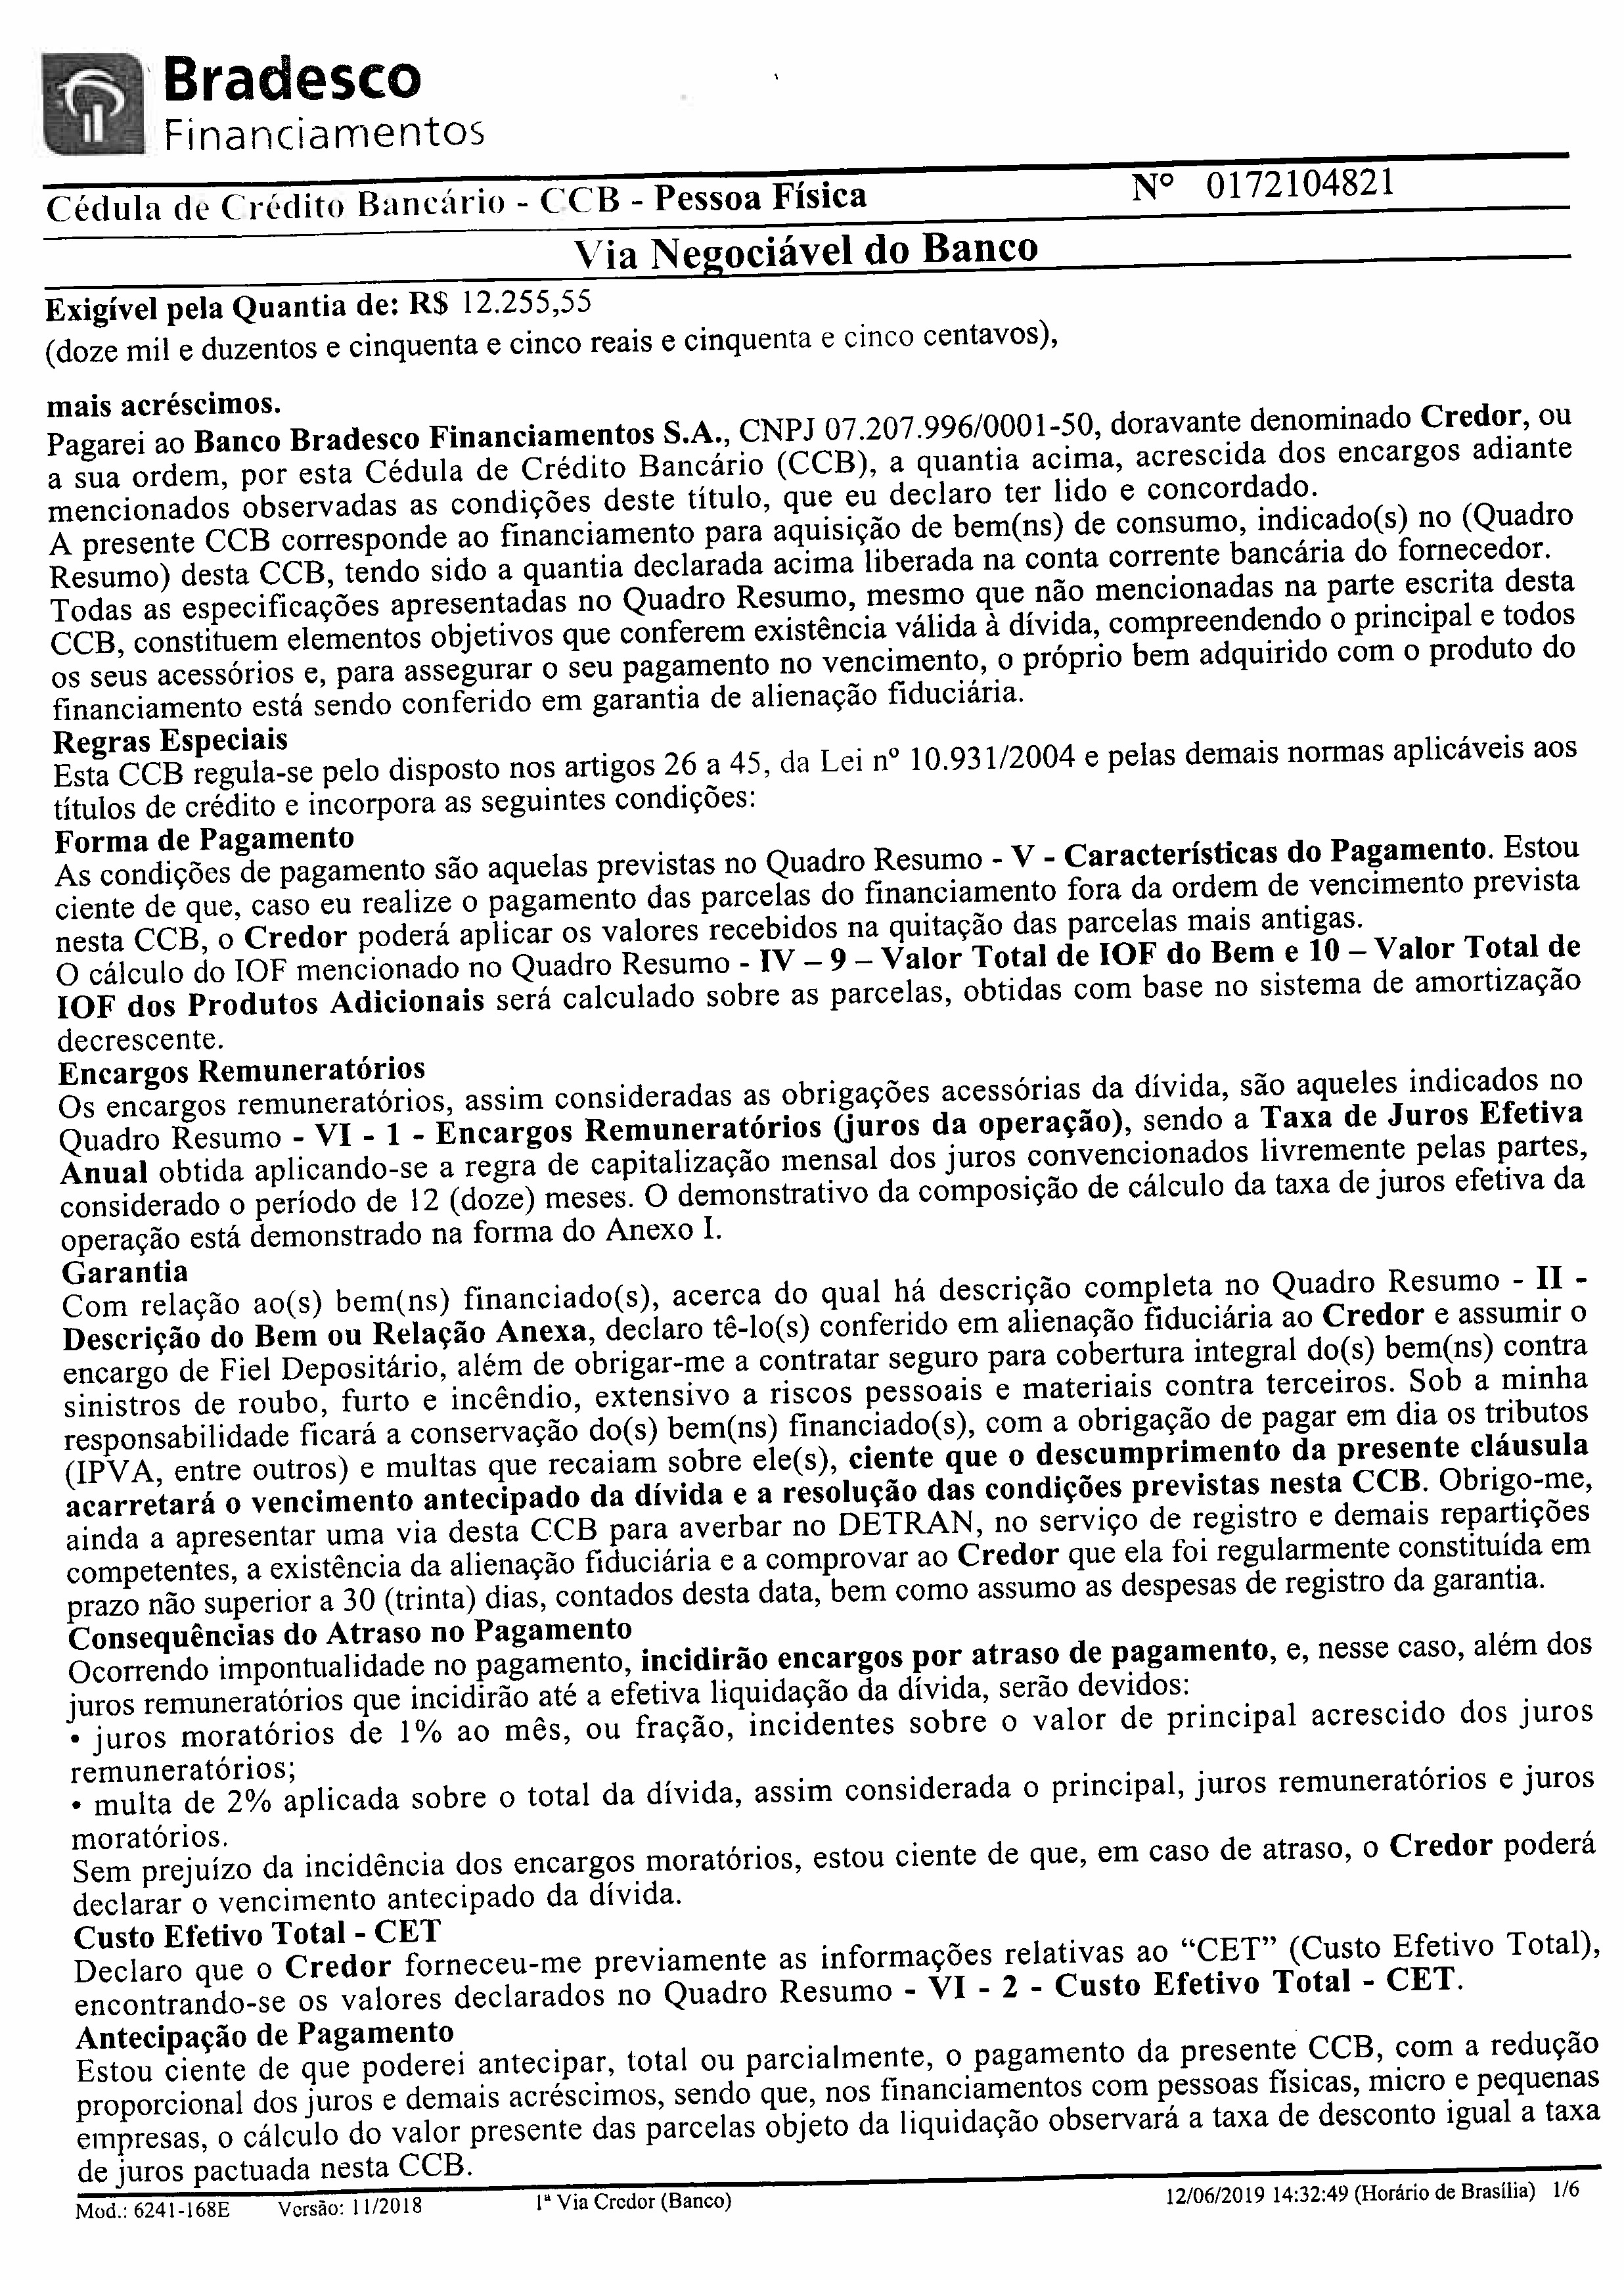 Bradesco
Financiamentos
Cédula de Crédito Bancário - CCB - Pessoa Física Nº 0172104821
Via Negociável do Banco
Exigível pela Quantia de: R$ 12.255,55
(doze mil e duzentos e cinquenta e cinco reais e cinquenta e cinco centavos),
mais acréscimos.
Pagarei ao Banco Bradesco Financiamentos S.A., CNPJ 07.207.996/0001-50, doravante denominado Credor, ou
a sua ordem, por esta Cédula de Crédito Bancário (CCB), a quantia acima, acrescida dos encargos adiante
mencionados observadas as condições deste título, que eu declaro ter lido e concordado.
A presente CCB corresponde ao financiamento para aquisição de bem(ns) de consumo, indicado(s) no (Quadro
Resumo) desta CCB, tendo sido a quantia declarada acima liberada na conta corrente bancária do fornecedor.
Todas as especificações apresentadas no Quadro Resumo, mesmo que não mencionadas na parte escrita desta
CCB, constituem elementos objetivos que conferem existência válida à dívida, compreendendo o principal e todos
os seus acessórios e, para assegurar o seu pagamento no vencimento, o próprio bem adquirido com o produto do
financiamento está sendo conferido em garantia de alienação fiduciária.
Regras Especiais
Esta CCB regula-se pelo disposto nos artigos 26 a 45, da Lei nº 10.931/2004 e pelas demais normas aplicáveis aos
títulos de crédito e incorpora as seguintes condições:
Forma de Pagamento
As condições de pagamento são aquelas previstas no Quadro Resumo - V - Características do Pagamento. Estou
ciente de que, caso eu realize o pagamento das parcelas do financiamento fora da ordem de vencimento prevista
nesta CCB, o Credor poderá aplicar os valores recebidos na quitação das parcelas mais antigas.
O cálculo do IOF mencionado no Quadro Resumo - IV – 9 – Valor Total de IOF do Bem e 10 – Valor Total de
IOF dos Produtos Adicionais será calculado sobre as parcelas, obtidas com base no sistema de amortização
decrescente.
Encargos Remuneratórios
Os encargos remuneratórios, assim consideradas as obrigações acessórias da dívida, são aqueles indicados no
Quadro Resumo - VI - 1 - Encargos Remuneratórios (juros da operação), sendo a Taxa de Juros Efetiva
Anual obtida aplicando-se a regra de capitalização mensal dos juros convencionados livremente pelas partes,
considerado o período de 12 (doze) meses. O demonstrativo da composição de cálculo da taxa de juros efetiva da
operação está demonstrado na forma do Anexo I.
Garantia
Com relação ao(s) bem(ns) financiado(s), acerca do qual há descrição completa no Quadro Resumo - II -
Descrição do Bem ou Relação Anexa, declaro tê-lo(s) conferido em alienação fiduciária ao Credor e assumir o
encargo de Fiel Depositário, além de obrigar-me a contratar seguro para cobertura integral do(s) bem(ns) contra
sinistros de roubo, furto e incêndio, extensivo a riscos pessoais e materiais contra terceiros. Sob a minha
responsabilidade ficará a conservação do(s) bem(ns) financiado(s), com a obrigação de pagar em dia os tributos
(IPVA, entre outros) e multas que recaiam sobre ele(s), ciente que o descumprimento da presente cláusula
acarretará o vencimento antecipado da dívida e a resolução das condições previstas nesta CCB. Obrigo-me,
ainda a apresentar uma via desta CCB para averbar no DETRAN, no serviço de registro e demais repartições
competentes, a existência da alienação fiduciária e a comprovar ao Credor que ela foi regularmente constituída em
prazo não superior a 30 (trinta) dias, contados desta data, bem como assumo as despesas de registro da garantia.
Consequências do Atraso no Pagamento
Ocorrendo impontualidade no pagamento, incidirão encargos por atraso de pagamento, e, nesse caso, além dos
juros remuneratórios que incidirão até a efetiva liquidação da dívida, serão devidos:
• juros moratórios de 1% ao mês, ou fração, incidentes sobre o valor de principal acrescido dos juros
remuneratórios;
• multa de 2% aplicada sobre o total da dívida, assim considerada o principal, juros remuneratórios e juros
moratórios.
Sem prejuízo da incidência dos encargos moratórios, estou ciente de que, em caso de atraso, o Credor poderá
declarar o vencimento antecipado da dívida.
Custo Efetivo Total - CET
Declaro que o Credor forneceu-me previamente as informações relativas ao “CET” (Custo Efetivo Total),
encontrando-se os valores declarados no Quadro Resumo - VI - 2 - Custo Efetivo Total - CET.
Antecipação de Pagamento
Estou ciente de que poderei antecipar, total ou parcialmente, o pagamento da presente CCB, com a redução
proporcional dos juros e demais acréscimos, sendo que, nos financiamentos com pessoas físicas, micro e pequenas
empresas, o cálculo do valor presente das parcelas objeto da liquidação observará a taxa de desconto igual a taxa
de juros pactuada nesta CCB.
Mod.: 6241-168E Versão: 11/2018 1ª Via Credor (Banco) 12/06/2019 14:32:49 (Horário de Brasília) 1/6